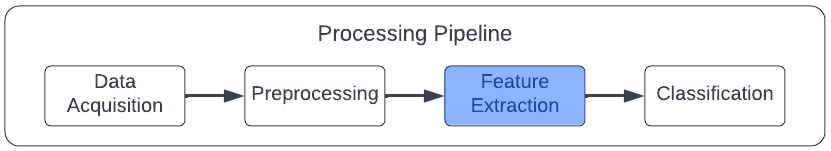 Processing Pipeline
Data
Acquisition
Preprocessing
Feature
Extraction
Classification